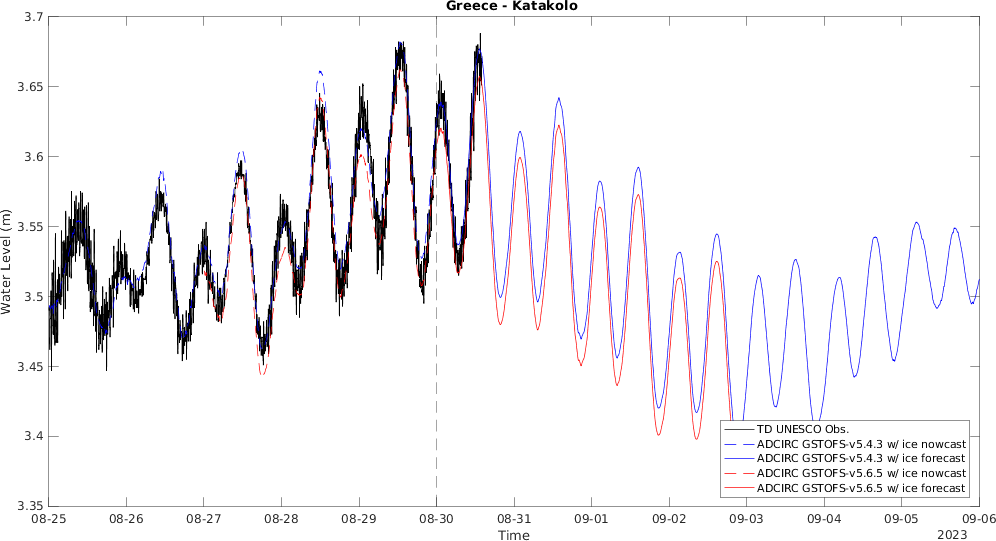 Greece - Katakolo
3.7
3.65
3.6
3.55
3.5
3.45
3.4
3.35
Water Level (m)
TD UNESCO Obs.
ADCIRC GSTOFS-v5.4.3 w/ ice nowcast
ADCIRC GSTOFS-v5.4.3 w/ ice forecast
ADCIRC GSTOFS-v5.6.5 w/ ice nowcast
ADCIRC GSTOFS-v5.6.5 w/ ice forecast
08-25 08-26 08-27 08-28 08-29 08-30 08-31 09-01 09-02 09-03 09-04 09-05 09-06
Time
2023